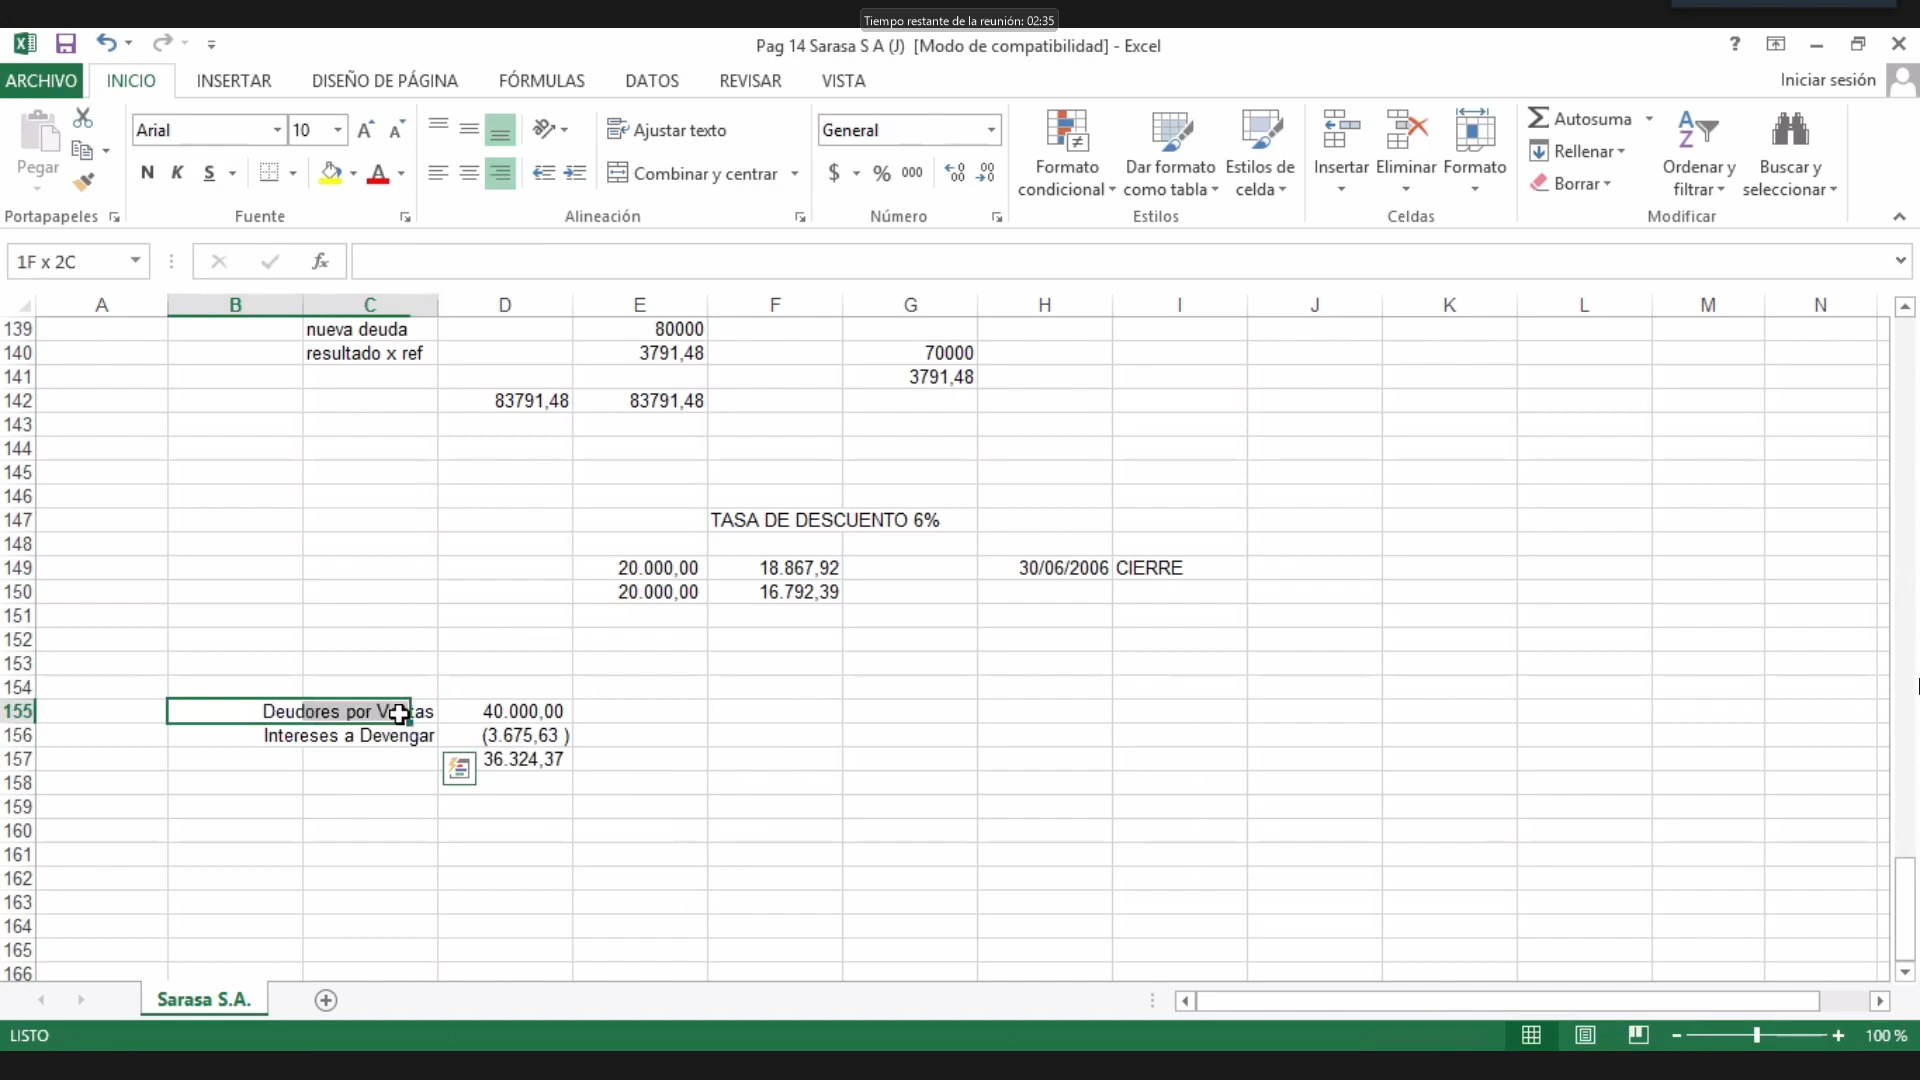 Tiempo restante de la reunión: 02:35
Pag 14 Sarasa S A (J) [Modo de compatibilidad] - Excel
ARCHIVO INICIO INSERTAR DISEÑO DE PÁGINA FÓRMULAS DATOS REVISAR VISTA Iniciar sesión
Pegar
Portapapeles
Arial 10
N K S
Fuente
Ajustar texto
Combinar y centrar
Alineación
General
$ % 000
Número
Formato condicional
Dar formato como tabla
Estilos de celda
Estilos
Insertar Eliminar Formato
Celdas
Autosuma
Rellenar
Borrar
Ordenar y filtrar
Buscar y seleccionar
Modificar
1F x 2C fx
A B C D E F G H I J K L M N
139 nueva deuda 80000
140 resultado x ref 3791,48 70000
141 3791,48
142 83791,48 83791,48
143
144
145
146
147 TASA DE DESCUENTO 6%
148
149 20.000,00 18.867,92 30/06/2006 CIERRE
150 20.000,00 16.792,39
151
152
153
154
155 Deudores por Ventas 40.000,00
156 Intereses a Devengar (3.675,63 )
157 36.324,37
158
159
160
161
162
163
164
165
166
Sarasa S.A.
LISTO 100 %